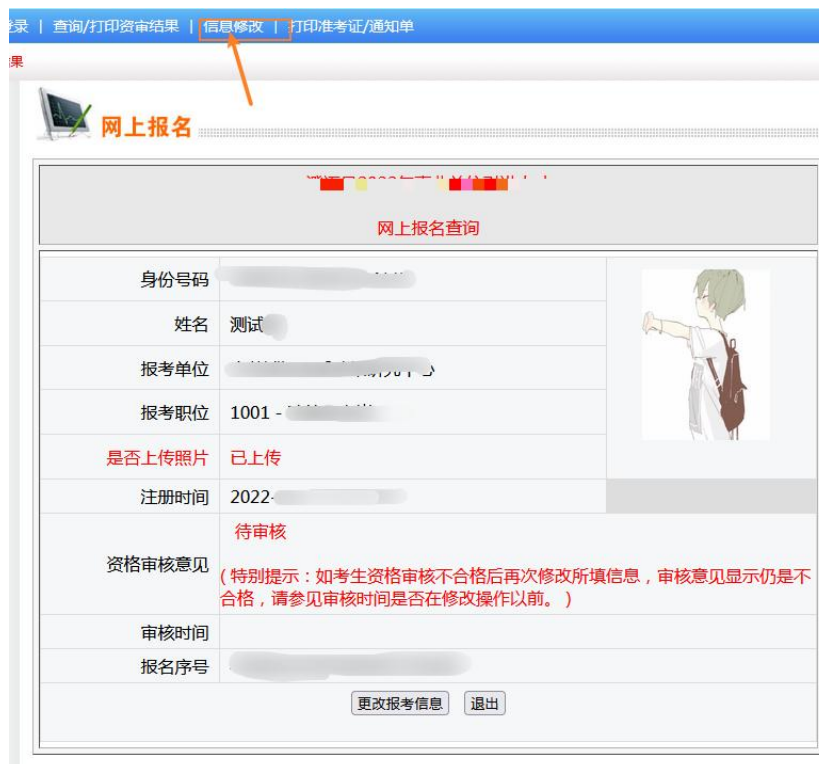 登录 | 查询/打印资审结果 | 信息修改 | 打印准考证/通知单
果
网上报名
网上报名查询
身份号码
姓名 测试
报考单位
报考职位 1001 -
是否上传照片 已上传
注册时间 2022-
待审核
资格审核意见
(特别提示：如考生资格审核不合格后再次修改所填信息，审核意见显示仍是不
合格，请参见审核时间是否在修改操作以前。)
审核时间
报名序号
更改报考信息 退出